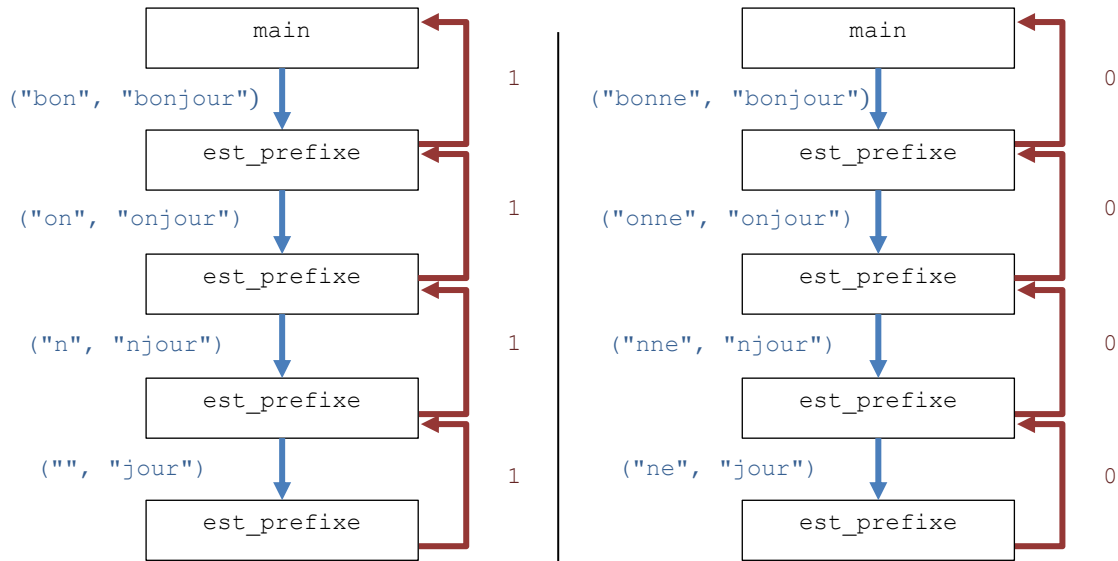 main
1
("bon", "bonjour")
est_prefixe
1
("on", "onjour")
est_prefixe
1
("n", "njour")
est_prefixe
1
("", "jour")
est_prefixe
main
0
("bonne", "bonjour")
est_prefixe
0
("onne", "onjour")
est_prefixe
0
("nne", "njour")
est_prefixe
0
("ne", "jour")
est_prefixe